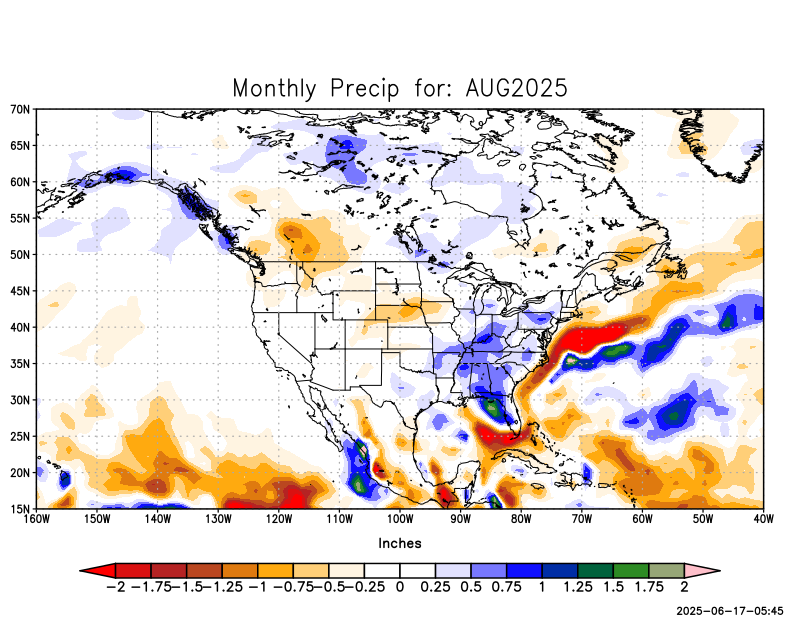 Monthly Precip for: AUG2025
70N
65N
60N
55N
50N
45N
40N
35N
30N
25N
20N
15N
160W 150W 140W 130W 120W 110W 100W 90W 80W 70W 60W 50W 40W
Inches
-2 -1.75 -1.5 -1.25 -1 -0.75 -0.5 -0.25 0 0.25 0.5 0.75 1 1.25 1.5 1.75 2
2025-06-17-05:45